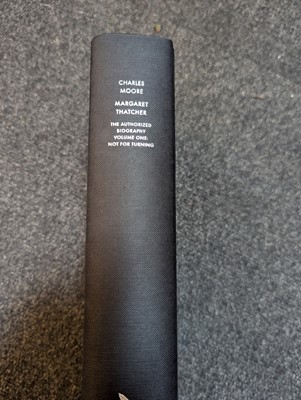 CHARLES
MOORE
MARGARET
THATCHER
THE AUTHORIZED
BIOGRAPHY
VOLUME ONE:
NOT FOR TURNING